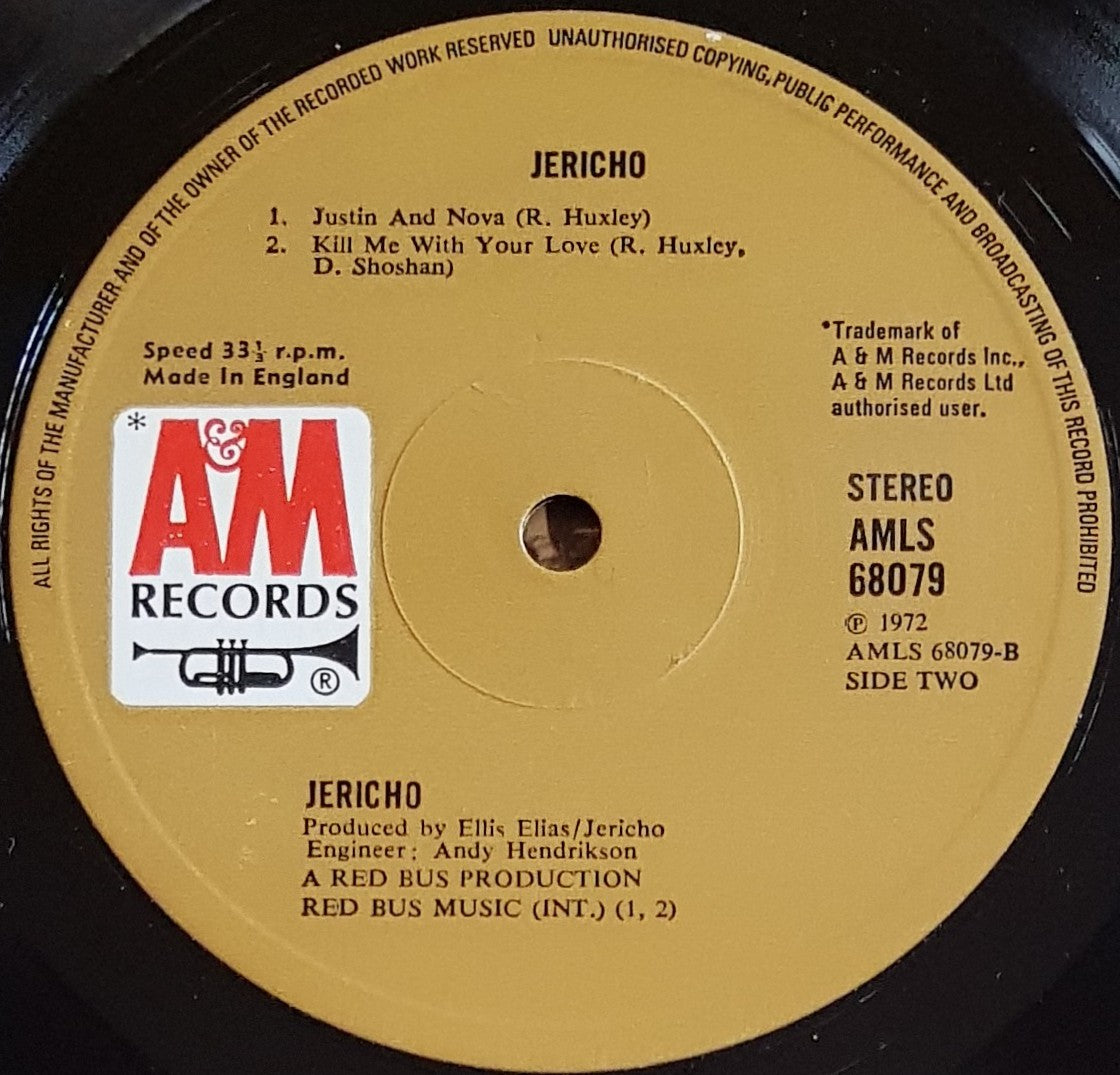 ALL RIGHTS OF THE MANUFACTURER AND OF THE OWNER OF THE RECORDED WORK RESERVED UNAUTHORISED COPYING, PUBLIC PERFORMANCE AND BROADCASTING OF THIS RECORD PROHIBITED
JERICHO
1. Justin And Nova (R. Huxley)
2. Kill Me With Your Love (R. Huxley,
D. Shoshan)
Speed 33⅓ r.p.m.
Made In England
*Trademark of
A & M Records Inc.,
A & M Records Ltd
authorised user.
* A&M
RECORDS
®
STEREO
AMLS
68079
℗ 1972
AMLS 68079-B
SIDE TWO
JERICHO
Produced by Ellis Elias/Jericho
Engineer: Andy Hendrikson
A RED BUS PRODUCTION
RED BUS MUSIC (INT.) (1, 2)